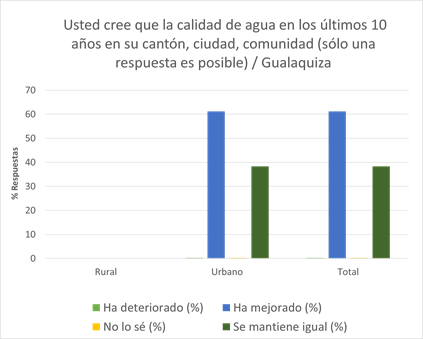 Usted cree que la calidad de agua en los últimos 10
años en su cantón, ciudad, comunidad (sólo una
respuesta es posible) / Gualaquiza
70
60
50
40
30
20
10
0
% Respuestas
Rural Urbano Total
Ha deteriorado (%) Ha mejorado (%)
No lo sé (%) Se mantiene igual (%)